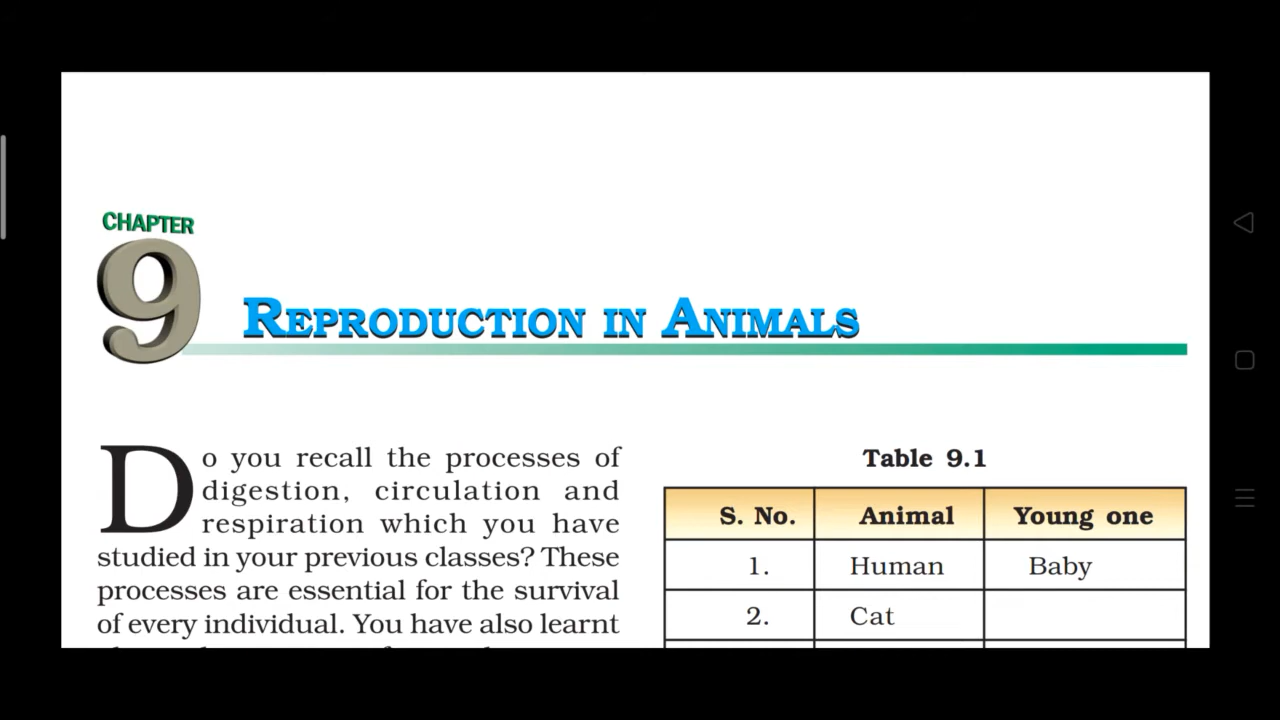 CHAPTER
9
REPRODUCTION IN ANIMALS
Do you recall the processes of
digestion, circulation and
respiration which you have
studied in your previous classes? These
processes are essential for the survival
of every individual. You have also learnt
Table 9.1
S. No. Animal Young one
1. Human Baby
2. Cat